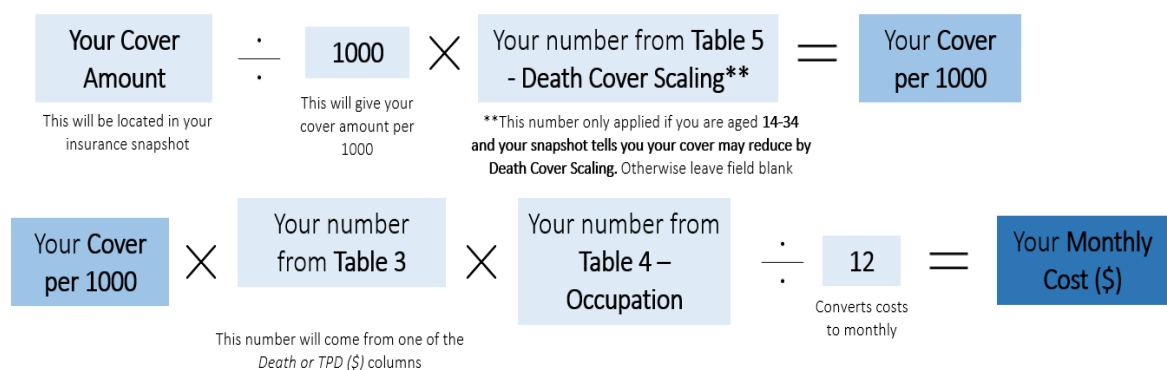 Your Cover
Amount
÷
1000
×
Your number from Table 5
- Death Cover Scaling**
=
Your Cover
per 1000
This will be located in your
insurance snapshot
This will give your
cover amount per
1000
**This number only applied if you are aged 14-34
and your snapshot tells you your cover may reduce by
Death Cover Scaling. Otherwise leave field blank
Your Cover
per 1000
×
Your number
from Table 3
×
Your number from
Table 4 –
Occupation
÷
12
=
Your Monthly
Cost ($)
This number will come from one of the
Death or TPD ($) columns
Converts costs
to monthly